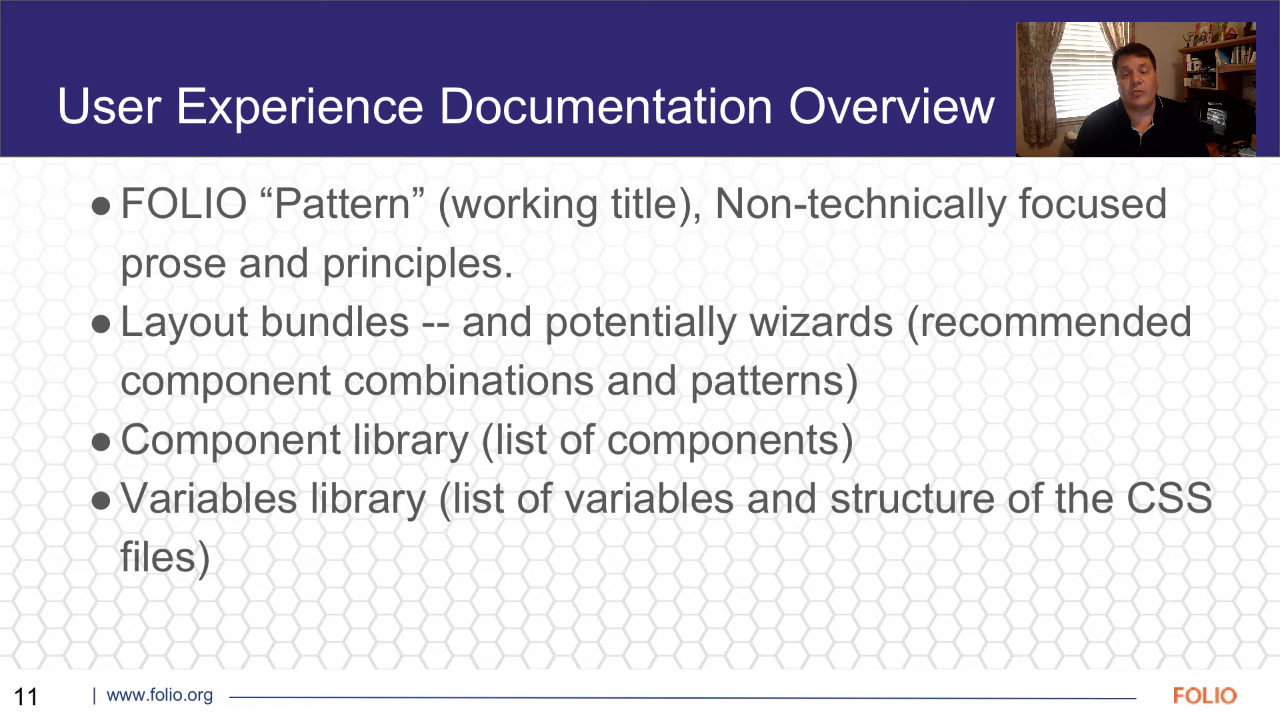 User Experience Documentation Overview
● FOLIO “Pattern” (working title), Non-technically focused
prose and principles.
● Layout bundles -- and potentially wizards (recommended
component combinations and patterns)
● Component library (list of components)
● Variables library (list of variables and structure of the CSS
files)
11 | www.folio.org FOLIO